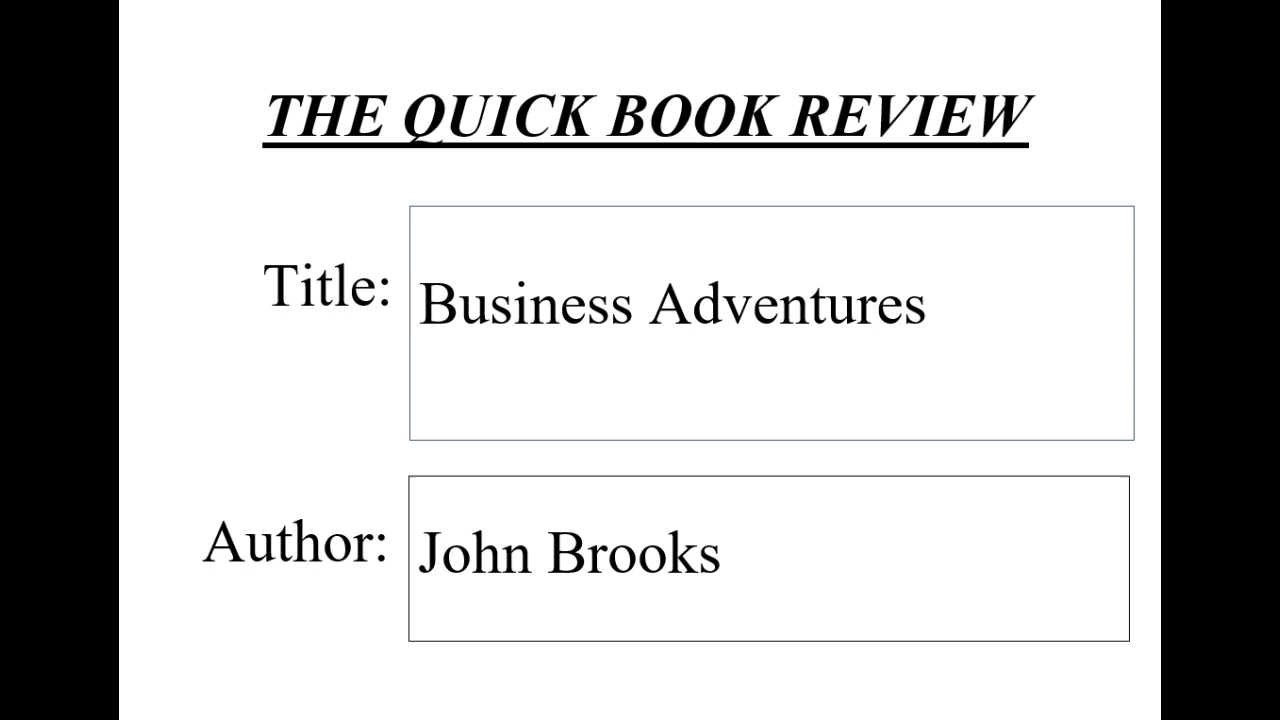 THE QUICK BOOK REVIEW
Title: Business Adventures
Author: John Brooks